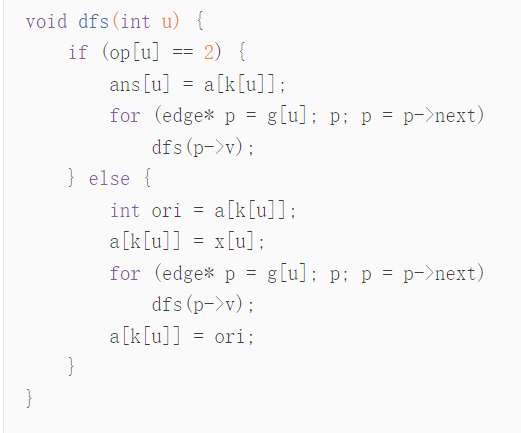 void dfs(int u) {
    if (op[u] == 2) {
        ans[u] = a[k[u]];
        for (edge* p = g[u]; p; p = p->next)
            dfs(p->v);
    } else {
        int ori = a[k[u]];
        a[k[u]] = x[u];
        for (edge* p = g[u]; p; p = p->next)
            dfs(p->v);
        a[k[u]] = ori;
    }
}